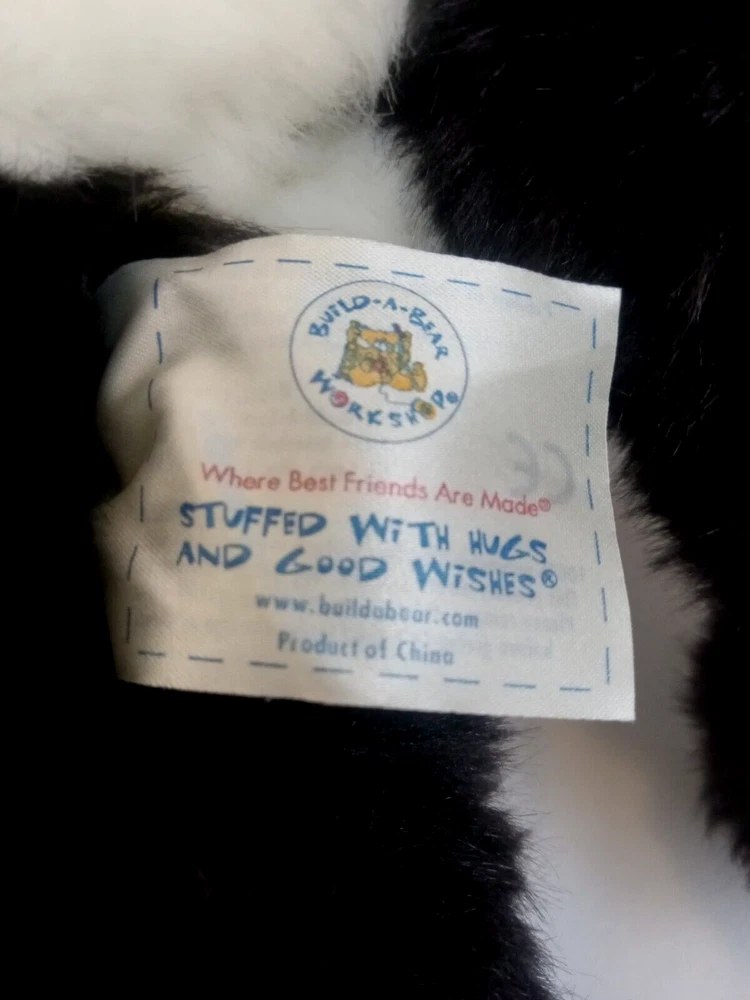 BUILD-A-BEAR
WORKSHOP®
CE
Where Best Friends Are Made®
STUFFED WITH HUGS
AND GOOD WISHES®
www.buildabear.com
Product of China